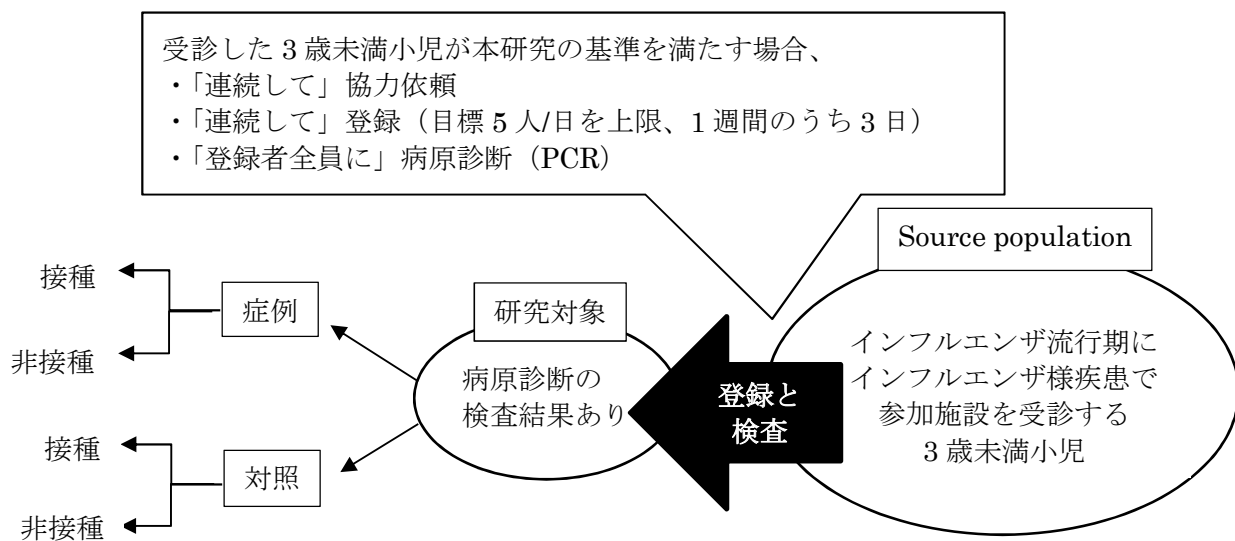 受診した 3 歳未満小児が本研究の基準を満たす場合、
・「連続して」協力依頼
・「連続して」登録（目標 5 人/日を上限、1 週間のうち 3 日）
・「登録者全員に」病原診断（PCR）
Source population
インフルエンザ流行期に
インフルエンザ様疾患で
参加施設を受診する
3 歳未満小児
登録と
検査
研究対象
病原診断の
検査結果あり
症例
接種
非接種
対照
接種
非接種